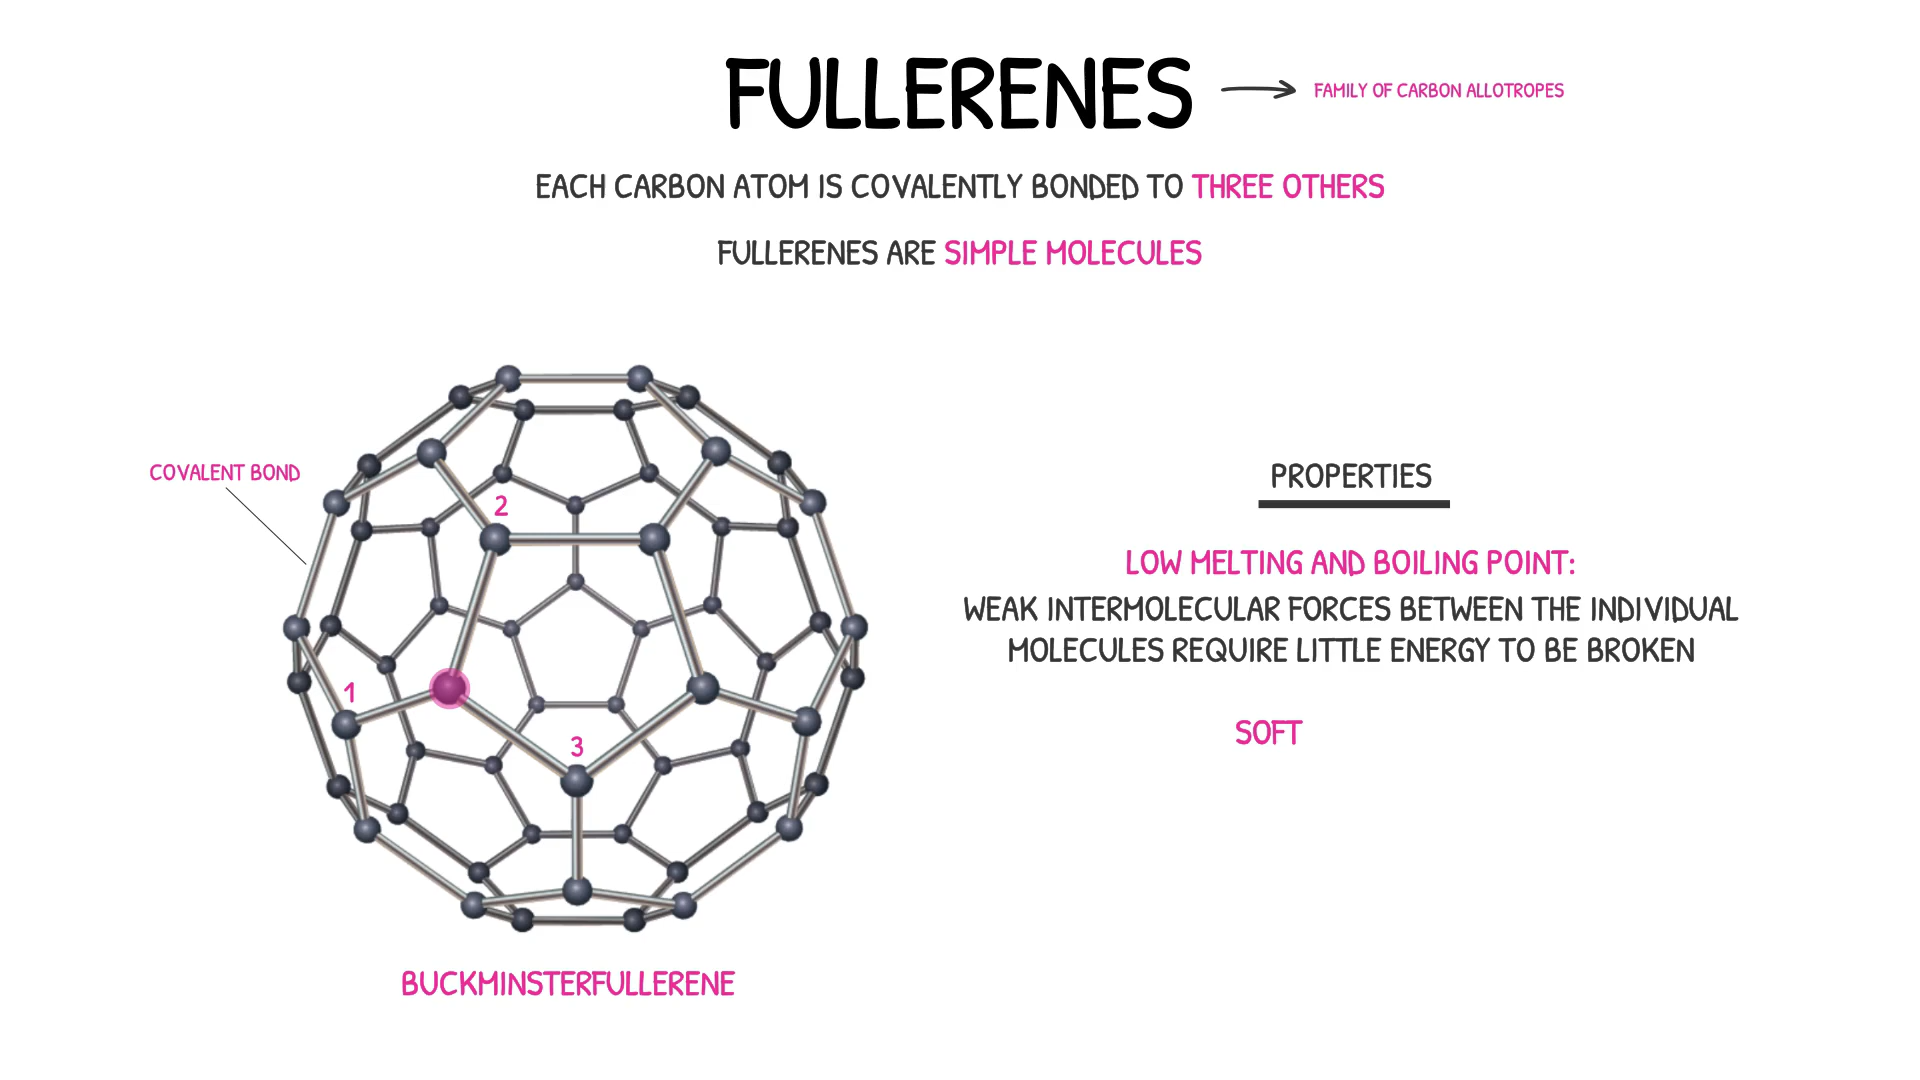 FULLERENES
FAMILY OF CARBON ALLOTROPES
EACH CARBON ATOM IS COVALENTLY BONDED TO THREE OTHERS
FULLERENES ARE SIMPLE MOLECULES
COVALENT BOND
2
1
3
BUCKMINSTERFULLERENE
PROPERTIES
LOW MELTING AND BOILING POINT:
WEAK INTERMOLECULAR FORCES BETWEEN THE INDIVIDUAL
MOLECULES REQUIRE LITTLE ENERGY TO BE BROKEN
SOFT